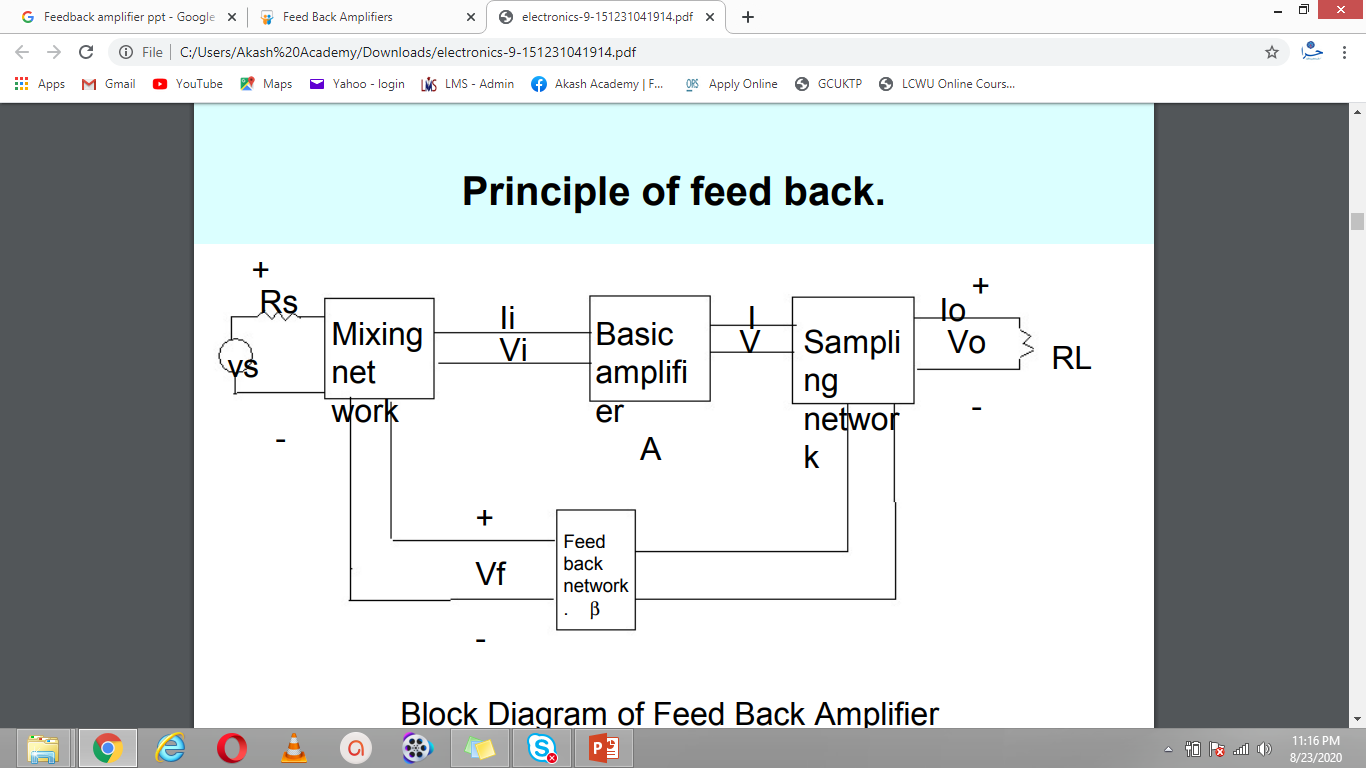 Feedback amplifier ppt - Google
Feed Back Amplifiers
electronics-9-151231041914.pdf
File
C:/Users/Akash%20Academy/Downloads/electronics-9-151231041914.pdf
Apps
Gmail
YouTube
Maps
Yahoo - login
LMS - Admin
Akash Academy | F...
Apply Online
GCUKTP
LCWU Online Cours...
Principle of feed back.
+
Rs
vs
-
Mixing
net
work
Ii
Vi
Basic
amplifi
er
A
I
V
Sampli
ng
networ
k
+
Io
Vo
-
RL
+
Vf
-
Feed
back
network
. β
Block Diagram of Feed Back Amplifier
11:16 PM
8/23/2020